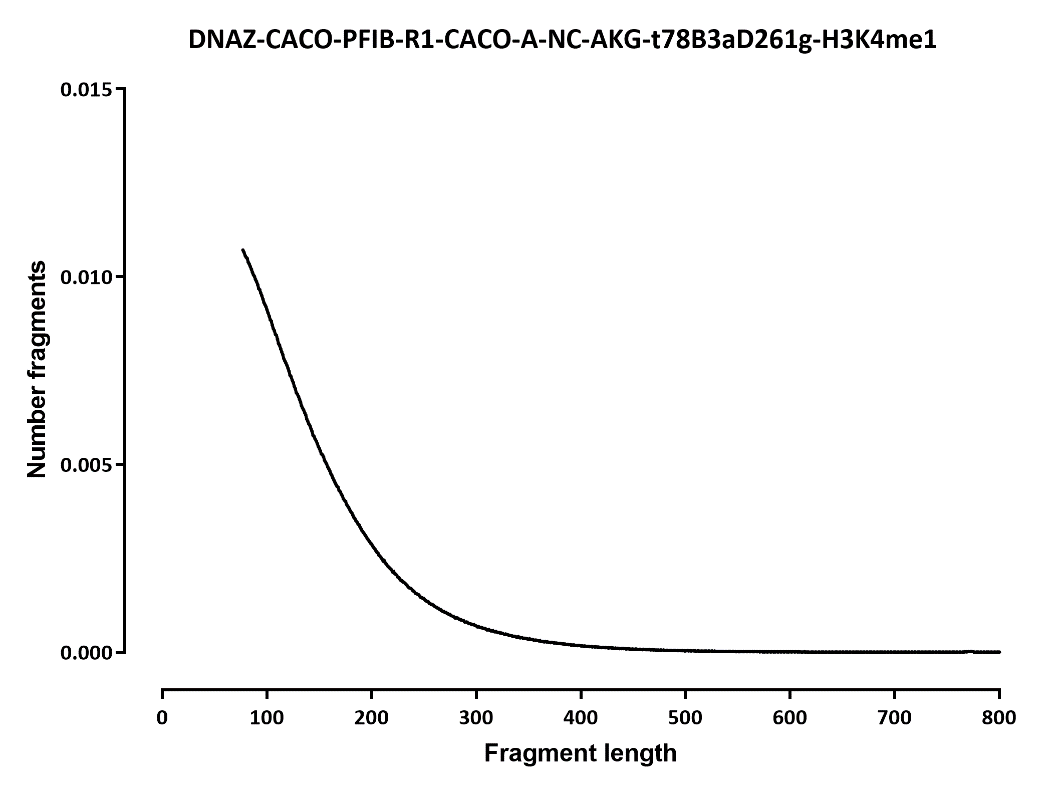 DNAZ-CACO-PFIB-R1-CACO-A-NC-AKG-t78B3aD261g-H3K4me1
0.015
0.010
0.005
0.000
Number fragments
0 100 200 300 400 500 600 700 800
Fragment length